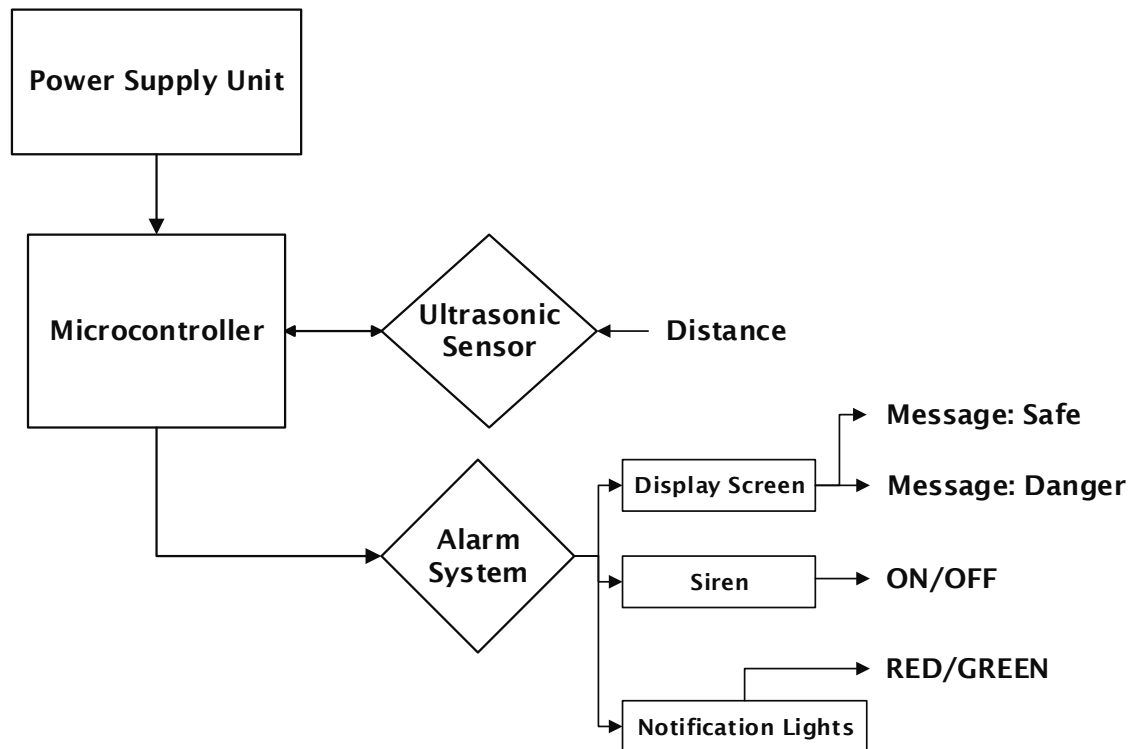 Power Supply Unit
Microcontroller
Ultrasonic
Sensor
Distance
Message: Safe
Display Screen
Message: Danger
Alarm
System
Siren
ON/OFF
RED/GREEN
Notification Lights